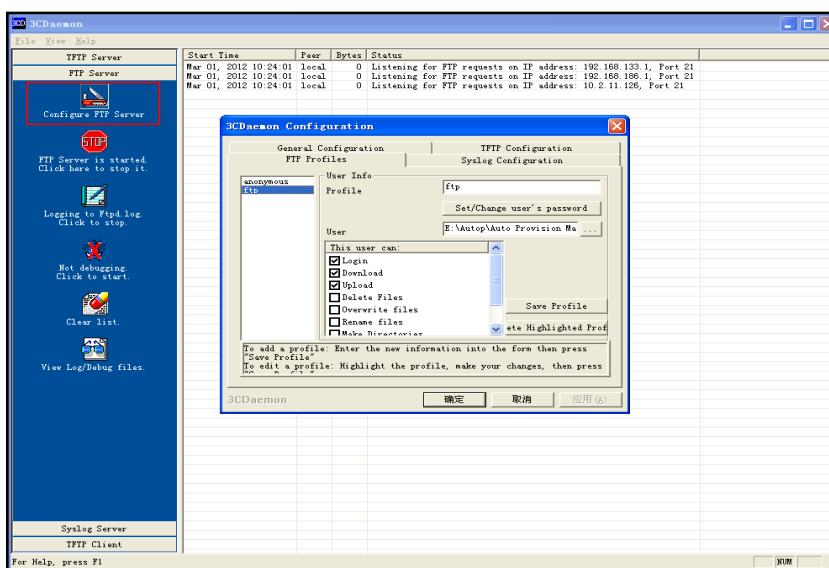 3CDaemon
File View Help
TFTP Server
FTP Server
Configure FTP Server
STOP
FTP Server is started.
Click here to stop it.
Logging to Ftpd.log.
Click to stop.
Not debugging.
Click to start.
Clear list.
View Log/Debug files.
Syslog Server
TFTP Client
For Help, press F1
Start Time Peer Bytes Status
Mar 01, 2012 10:24:01 local 0 Listening for FTP requests on IP address: 192.168.133.1, Port 21
Mar 01, 2012 10:24:01 local 0 Listening for FTP requests on IP address: 192.168.186.1, Port 21
Mar 01, 2012 10:24:01 local 0 Listening for FTP requests on IP address: 10.2.11.126, Port 21
3CDaemon Configuration
General Configuration TFTP Configuration
FTP Profiles Syslog Configuration
anonymous
ftp
User Info
Profile ftp
Set/Change user's password
User E:\Autop\Auto Provision Ma ...
This user can:
Login
Download
Upload
Delete Files
Overwrite files
Rename files
Make Directories
Save Profile
ete Highlighted Prof
To add a profile: Enter the new information into the form then press
"Save Profile"
To edit a profile: Highlight the profile, make your changes, then press
3CDaemon
确定 取消 应用(A)
NUM